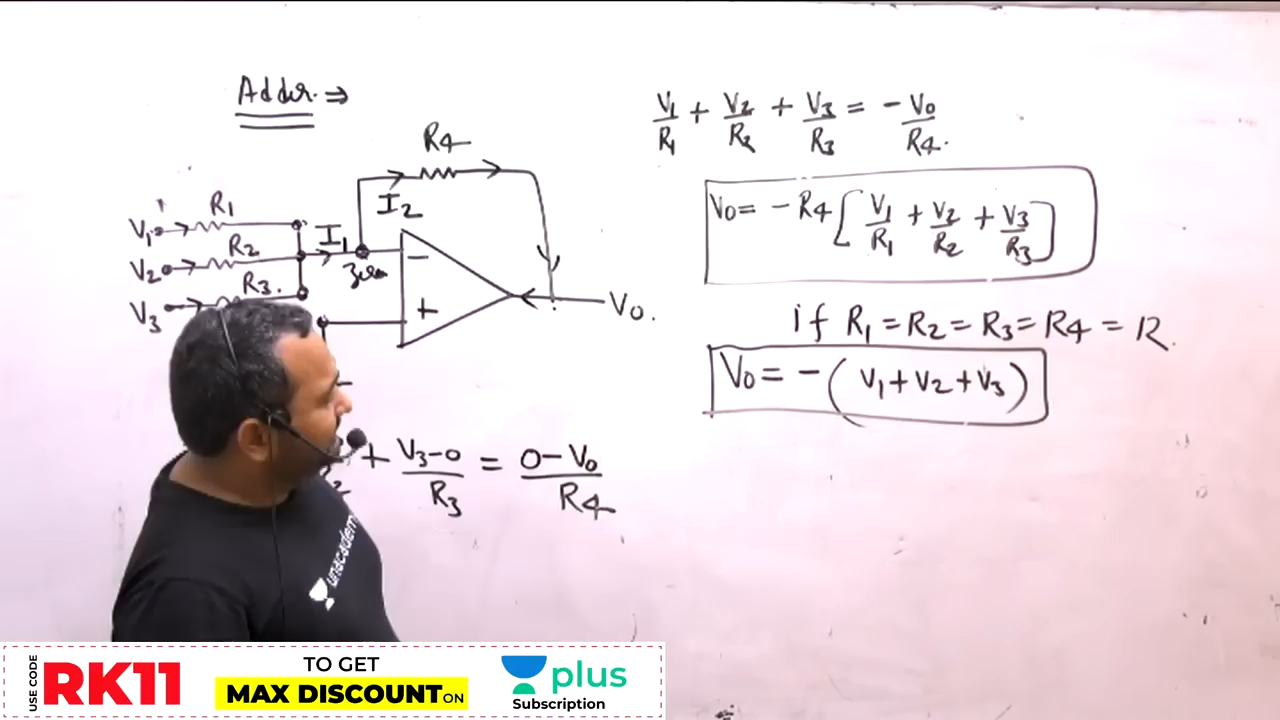 Adder ⇒
R4
I2
V1 R1
V2 R2
V3 R3
I1
zero
−
+
V0.
+ (V3−0)/R3 = (0−V0)/R4
R2
V1/R1 + V2/R2 + V3/R3 = −V0/R4.
V0 = −R4[V1/R1 + V2/R2 + V3/R3]
if R1 = R2 = R3 = R4 = R.
V0 = −(V1+V2+V3)
unacadem
USE CODE
RK11
TO GET
MAX DISCOUNT ON
plus
Subscription